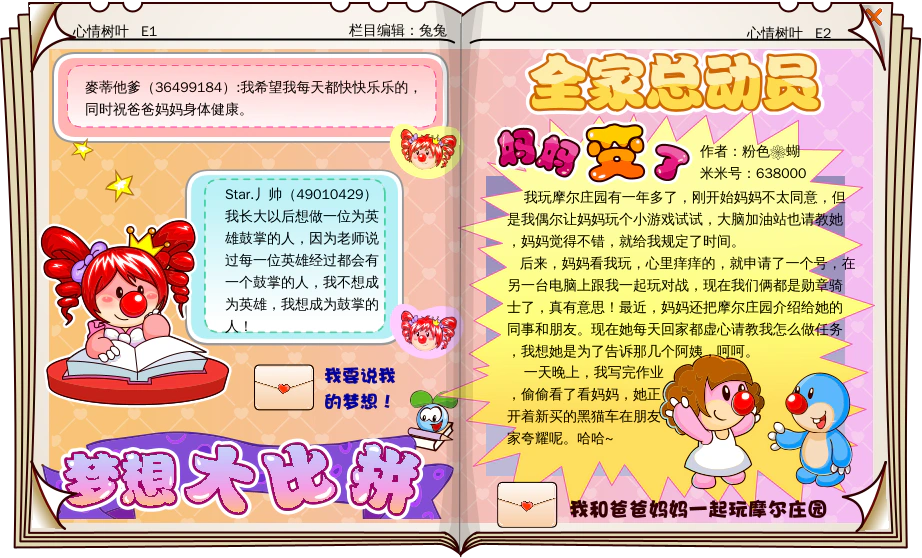 心情树叶 E1
栏目编辑：兔兔
麥蒂他爹（36499184）:我希望我每天都快快乐乐的，
同时祝爸爸妈妈身体健康。
Star.丿帅（49010429）
我长大以后想做一位为英
雄鼓掌的人，因为老师说
过每一位英雄经过都会有
一个鼓掌的人，我不想成
为英雄，我想成为鼓掌的
人！
我要说我
的梦想！
梦想大比拼
心情树叶 E2
全家总动员
妈妈变了
作者：粉色❀蝴
米米号：638000
我玩摩尔庄园有一年多了，刚开始妈妈不太同意，但
是我偶尔让妈妈玩个小游戏试试，大脑加油站也请教她
，妈妈觉得不错，就给我规定了时间。
后来，妈妈看我玩，心里痒痒的，就申请了一个号，在
另一台电脑上跟我一起玩对战，现在我们俩都是勋章骑
士了，真有意思！最近，妈妈还把摩尔庄园介绍给她的
同事和朋友。现在她每天回家都虚心请教我怎么做任务
，我想她是为了告诉那几个阿姨，呵呵。
一天晚上，我写完作业
，偷偷看了看妈妈，她正
开着新买的黑猫车在朋友
家夸耀呢。哈哈~
我和爸爸妈妈一起玩摩尔庄园